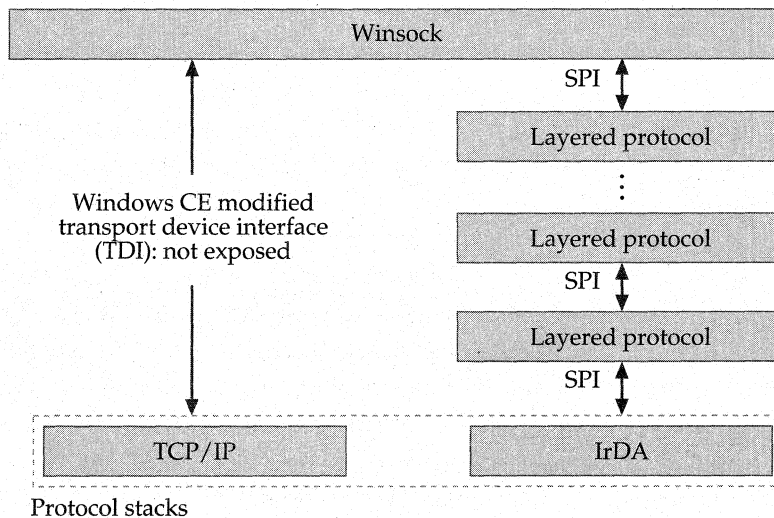 Winsock
SPI
Layered protocol
Windows CE modified
transport device interface
(TDI): not exposed
Layered protocol
SPI
Layered protocol
SPI
TCP/IP
IrDA
Protocol stacks